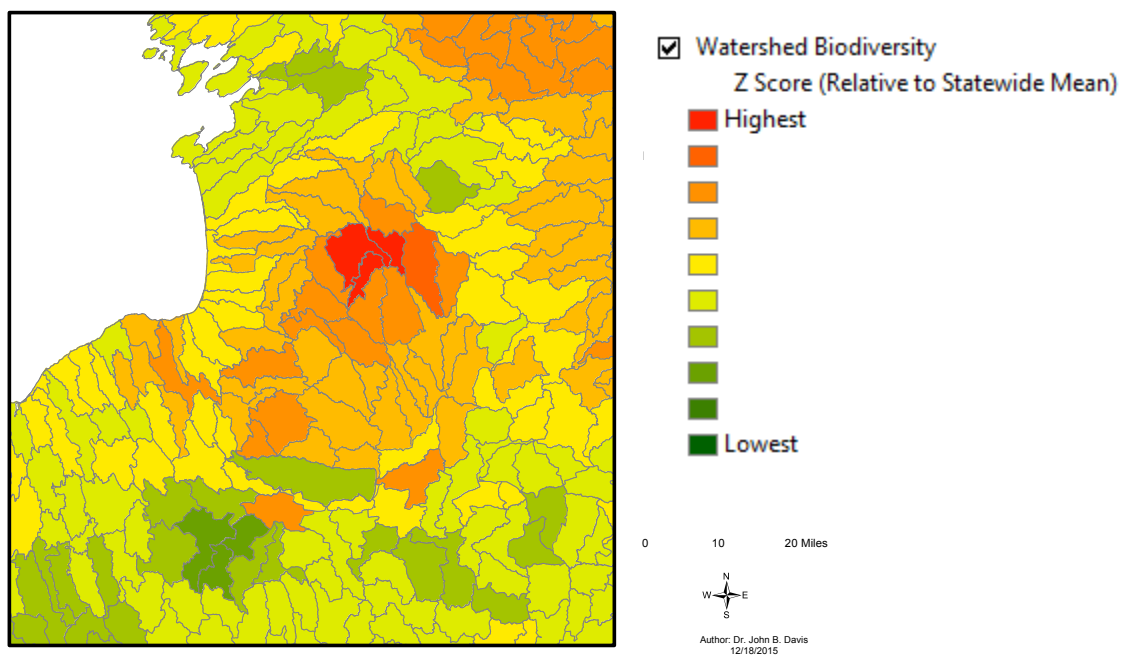 Watershed Biodiversity
Z Score (Relative to Statewide Mean)
Highest
Lowest
0 10 20 Miles
N
W E
S
Author: Dr. John B. Davis
12/18/2015